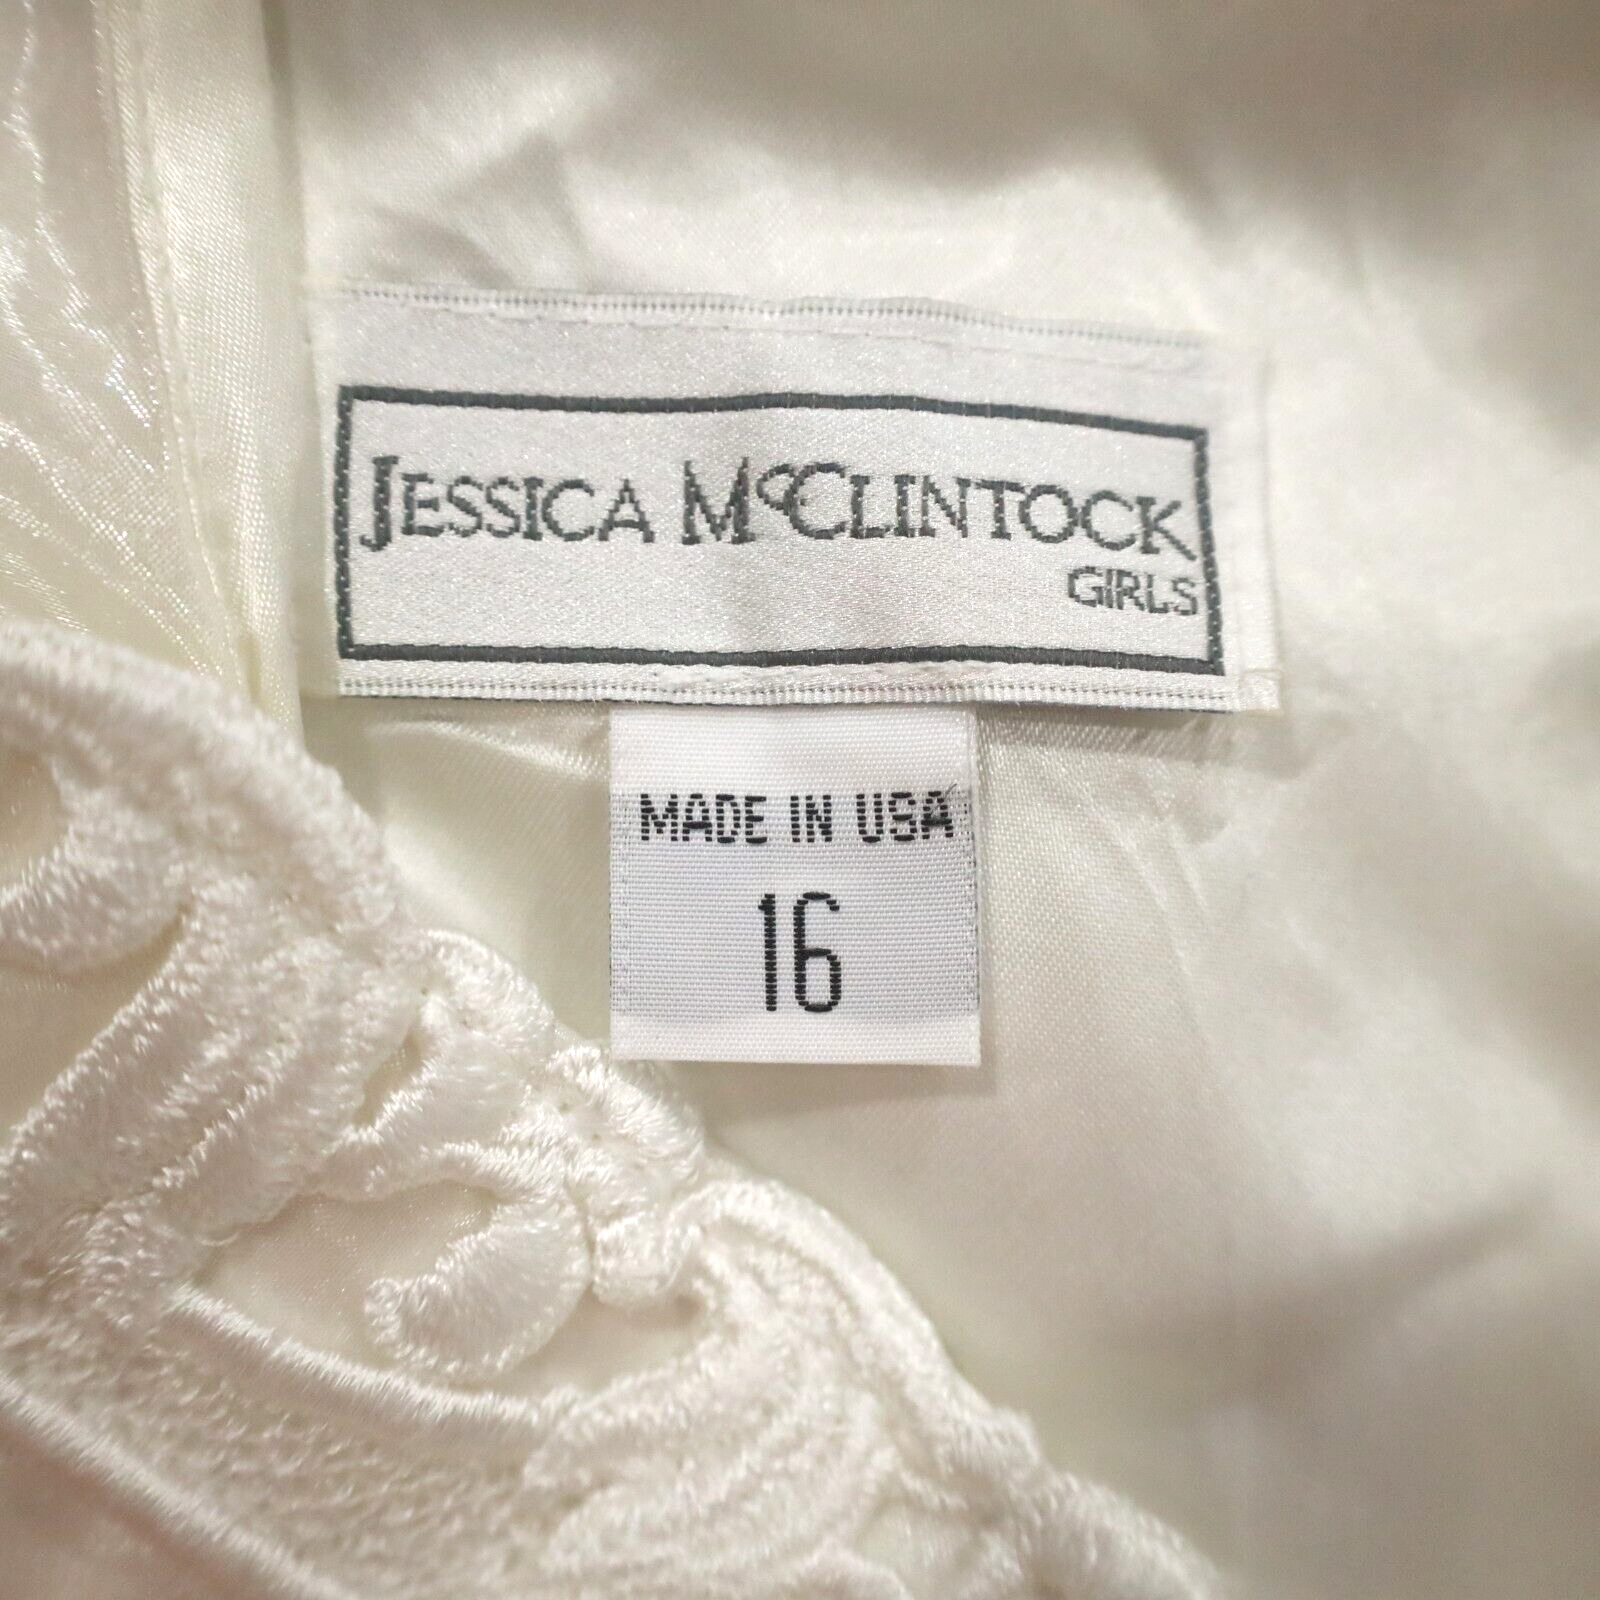 JESSICA McCLINTOCK
GIRLS
MADE IN USA
16